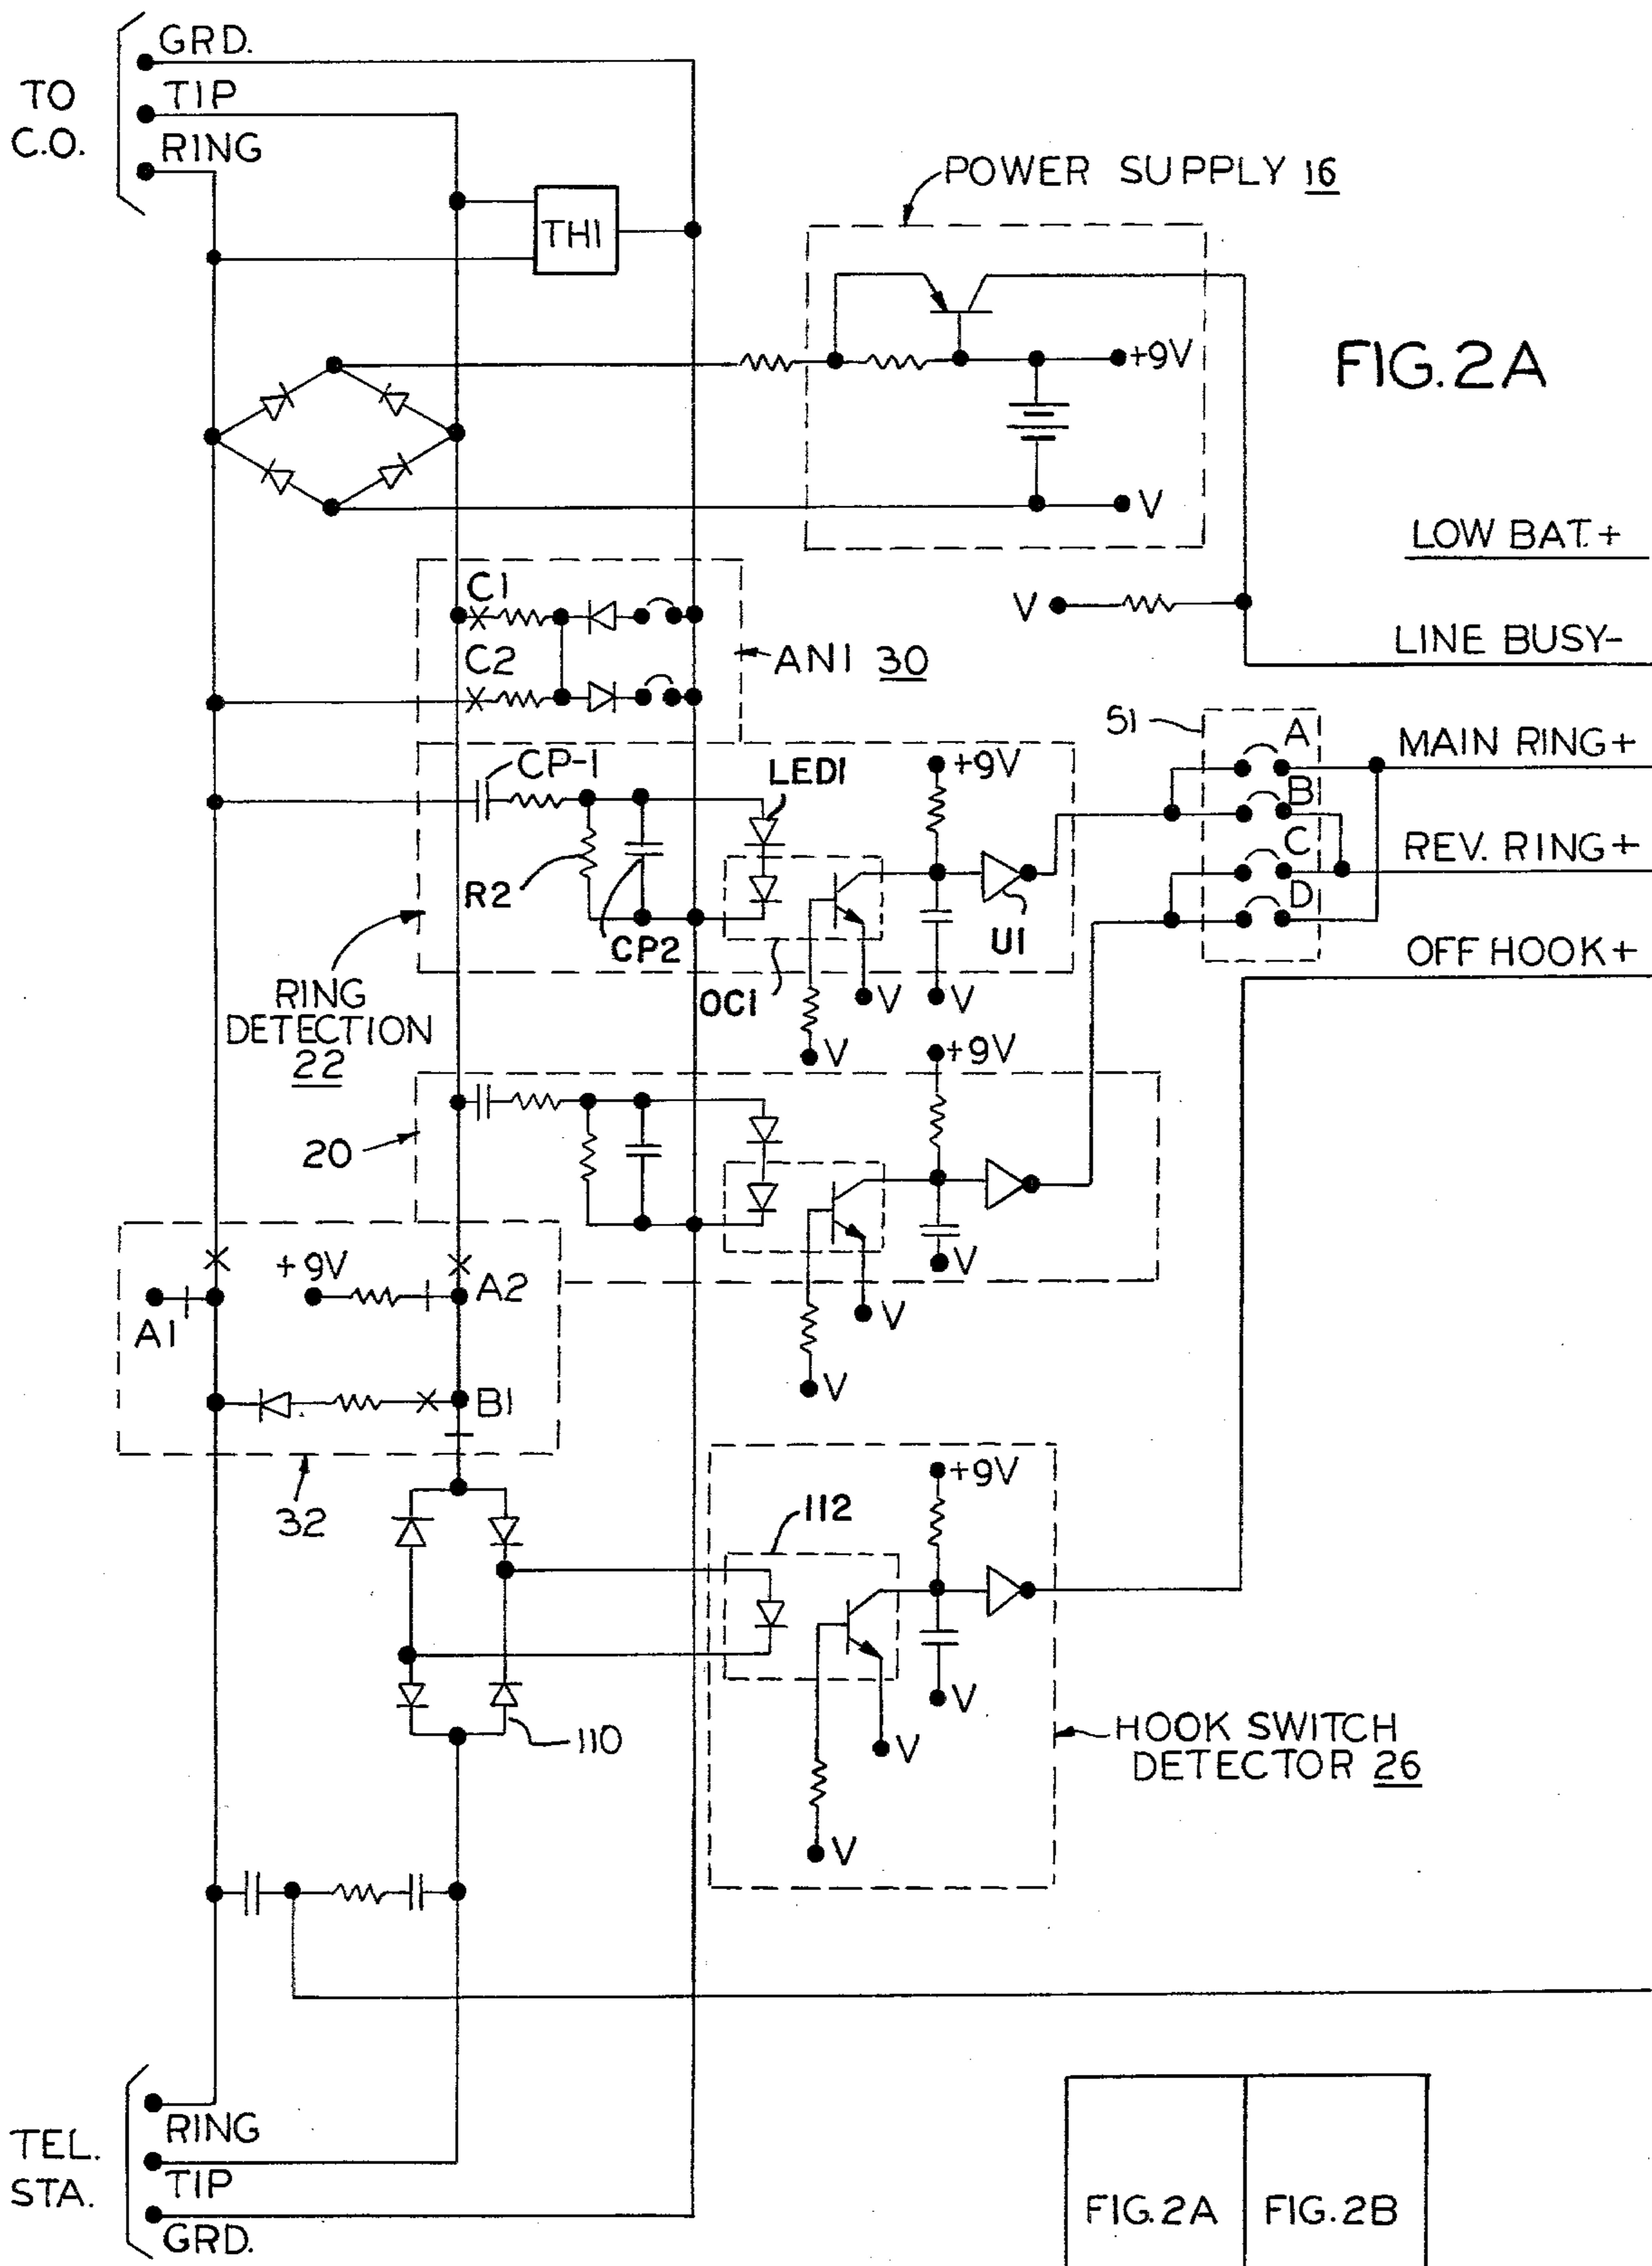 GRD.
TIP
RING
TO
C.O.
TH1
POWER SUPPLY 16
+9V
V
FIG.2A
LOW BAT.+
V
LINE BUSY-
C1
C2
ANI 30
51
A
B
C
D
MAIN RING+
REV. RING+
OFF HOOK+
CP-1
LED1
+9V
R2
CP2
OC1
U1
V
V
V
RING
DETECTION
22
+9V
20
V
V
V
A1
+9V
A2
B1
32
112
+9V
V
V
V
110
HOOK SWITCH
DETECTOR 26
TEL.
STA.
RING
TIP
GRD.
FIG.2A
FIG.2B